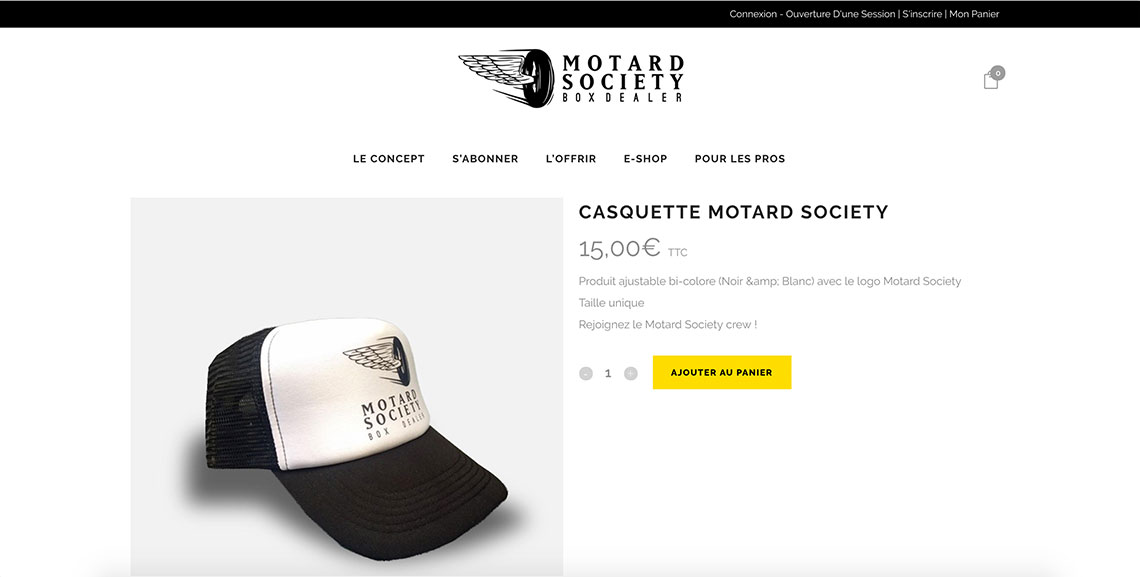 Connexion - Ouverture D'une Session | S'inscrire | Mon Panier
MOTARD
SOCIETY
BOX DEALER
0
LE CONCEPT S'ABONNER L'OFFRIR E-SHOP POUR LES PROS
CASQUETTE MOTARD SOCIETY
15,00€ TTC
Produit ajustable bi-colore (Noir &amp; Blanc) avec le logo Motard Society
Taille unique
Rejoignez le Motard Society crew !
- 1 + AJOUTER AU PANIER
MOTARD
SOCIETY
BOX DEALER